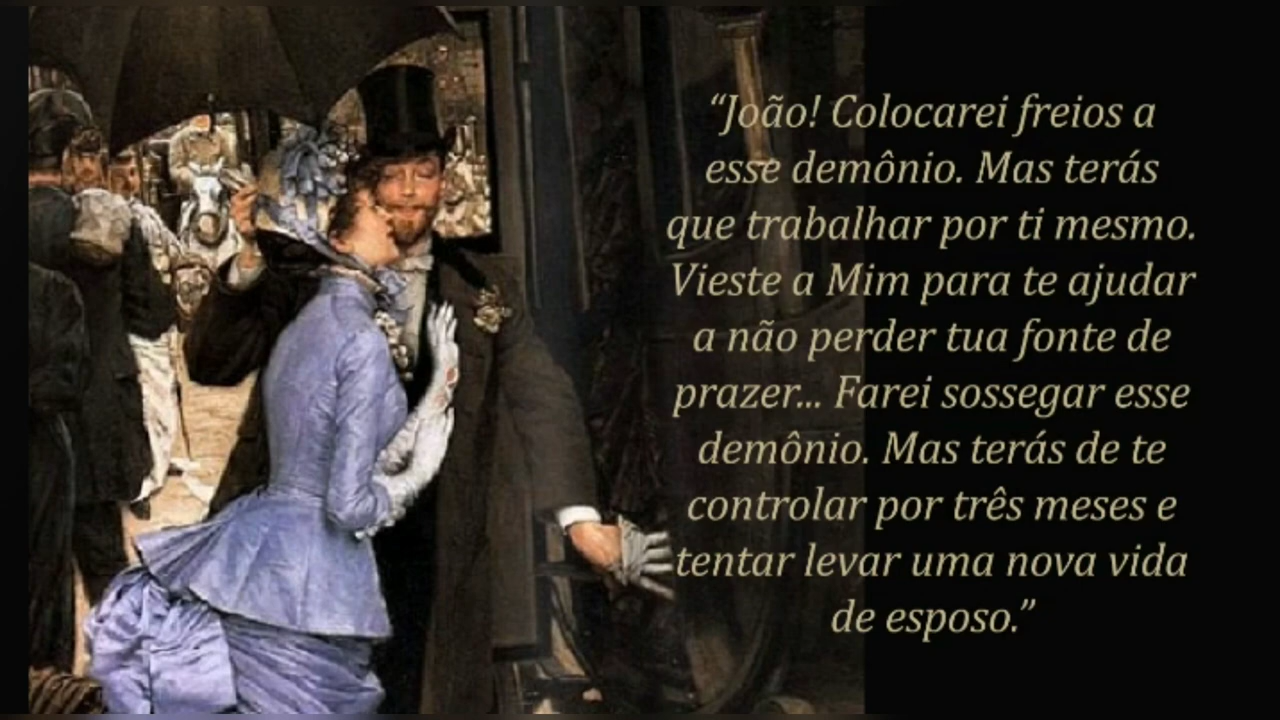 “João! Colocarei freios a
esse demônio. Mas terás
que trabalhar por ti mesmo.
Vieste a Mim para te ajudar
a não perder tua fonte de
prazer... Farei sossegar esse
demônio. Mas terás de te
controlar por três meses e
tentar levar uma nova vida
de esposo.”